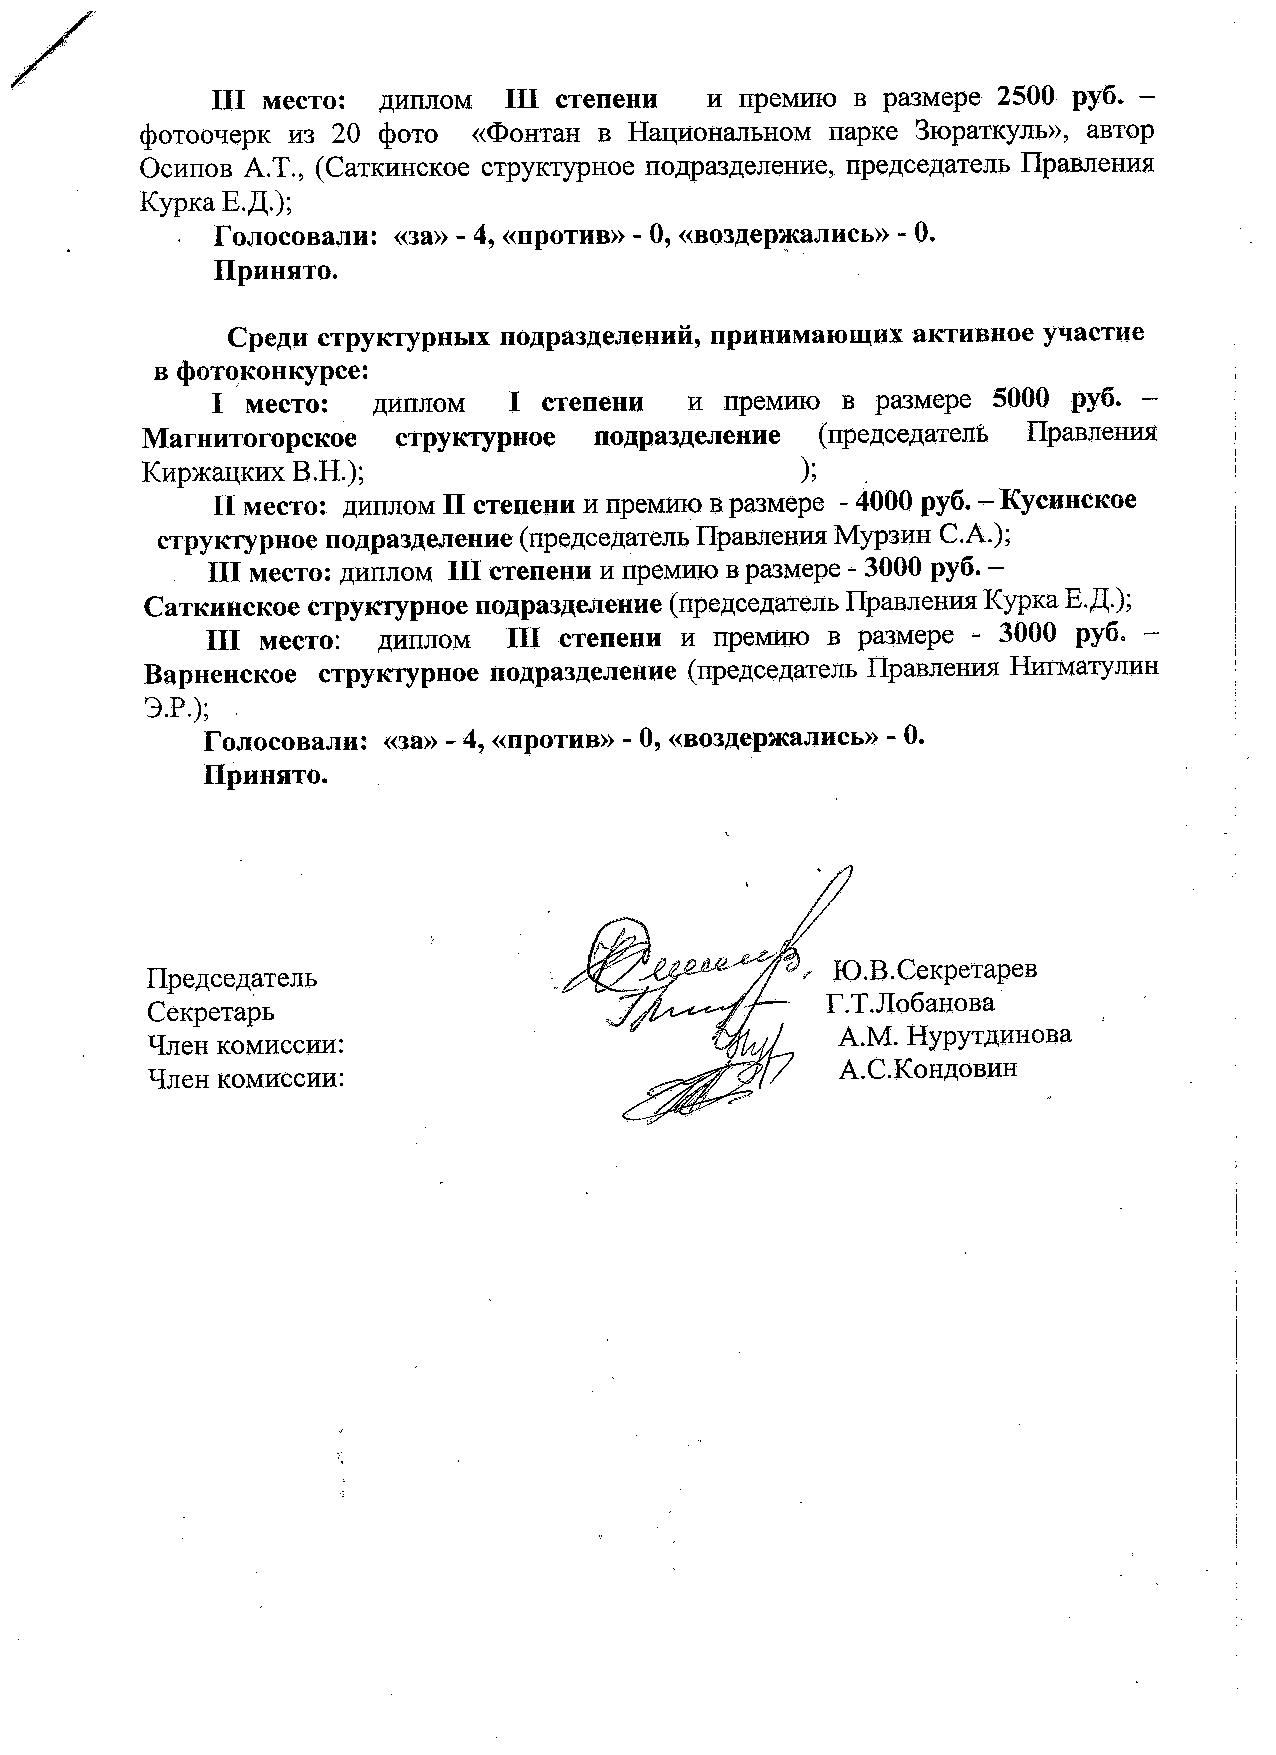 III место: диплом III степени и премию в размере 2500 руб. –
фотоочерк из 20 фото «Фонтан в Национальном парке Зюраткуль», автор
Осипов А.Т., (Саткинское структурное подразделение, председатель Правления
Курка Е.Д.);
Голосовали: «за» - 4, «против» - 0, «воздержались» - 0.
Принято.
Среди структурных подразделений, принимающих активное участие
в фотоконкурсе:
I место: диплом I степени и премию в размере 5000 руб. –
Магнитогорское структурное подразделение (председатель Правления
Киржацких В.Н.); );
II место: диплом II степени и премию в размере - 4000 руб. – Кусинское
структурное подразделение (председатель Правления Мурзин С.А.);
III место: диплом III степени и премию в размере - 3000 руб. –
Саткинское структурное подразделение (председатель Правления Курка Е.Д.);
III место: диплом III степени и премию в размере - 3000 руб. –
Варненское структурное подразделение (председатель Правления Нигматулин
Э.Р.);
Голосовали: «за» - 4, «против» - 0, «воздержались» - 0.
Принято.
Председатель Ю.В.Секретарев
Секретарь Г.Т.Лобанова
Член комиссии: А.М. Нурутдинова
Член комиссии: А.С.Кондовин